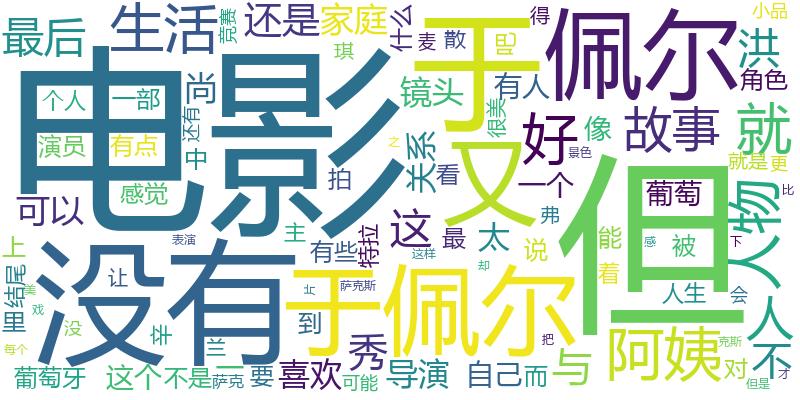 电影
没有
但
于佩尔
于
佩尔
又
人物
阿姨
就
故事
好
生活
最后
还是
家庭
什么
竞赛
琪
麦
散
吧
得
小品
洪
角色
有人
很美
镜头
尚
个人
一部
还有
演员
有点
中
感觉
拍
之
关系
看
像
景色
一个
葡萄
就是
更
比
可以
主
这
最
太
弗
说
能
着
感
被
下
人
特拉
有些
表演
这样
却
上
里
结尾
美
戏
让
没
辛
兰
到
北
萨克斯
秀
人生
会
不
把
克斯
才
但是
每个
葡萄牙
这个
不是
一
萨克
要
喜欢
可能
导演
自己
而
与
对